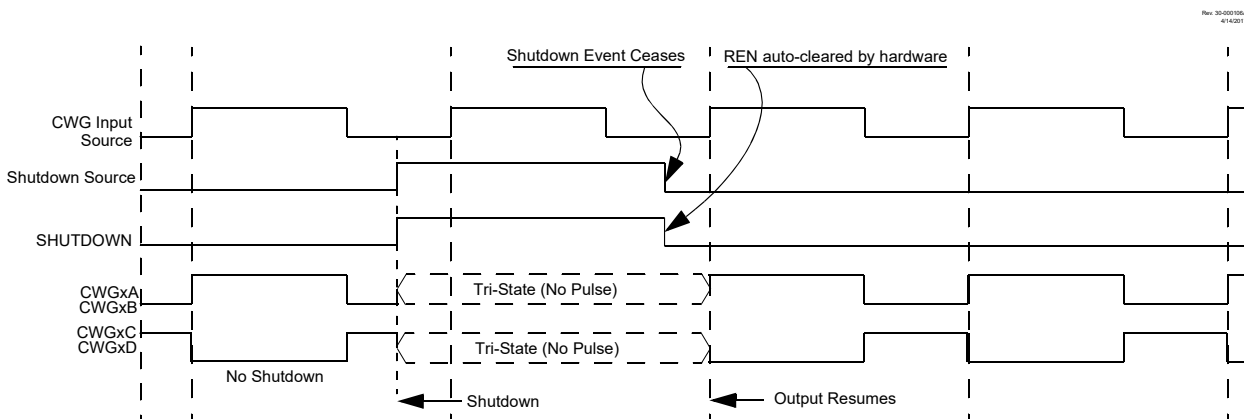 Rev. 30-000106
4/14/201
Shutdown Event Ceases
REN auto-cleared by hardware
CWG Input
Source
Shutdown Source
SHUTDOWN
CWGxA
CWGxB
Tri-State (No Pulse)
CWGxC
CWGxD
Tri-State (No Pulse)
No Shutdown
Shutdown
Output Resumes